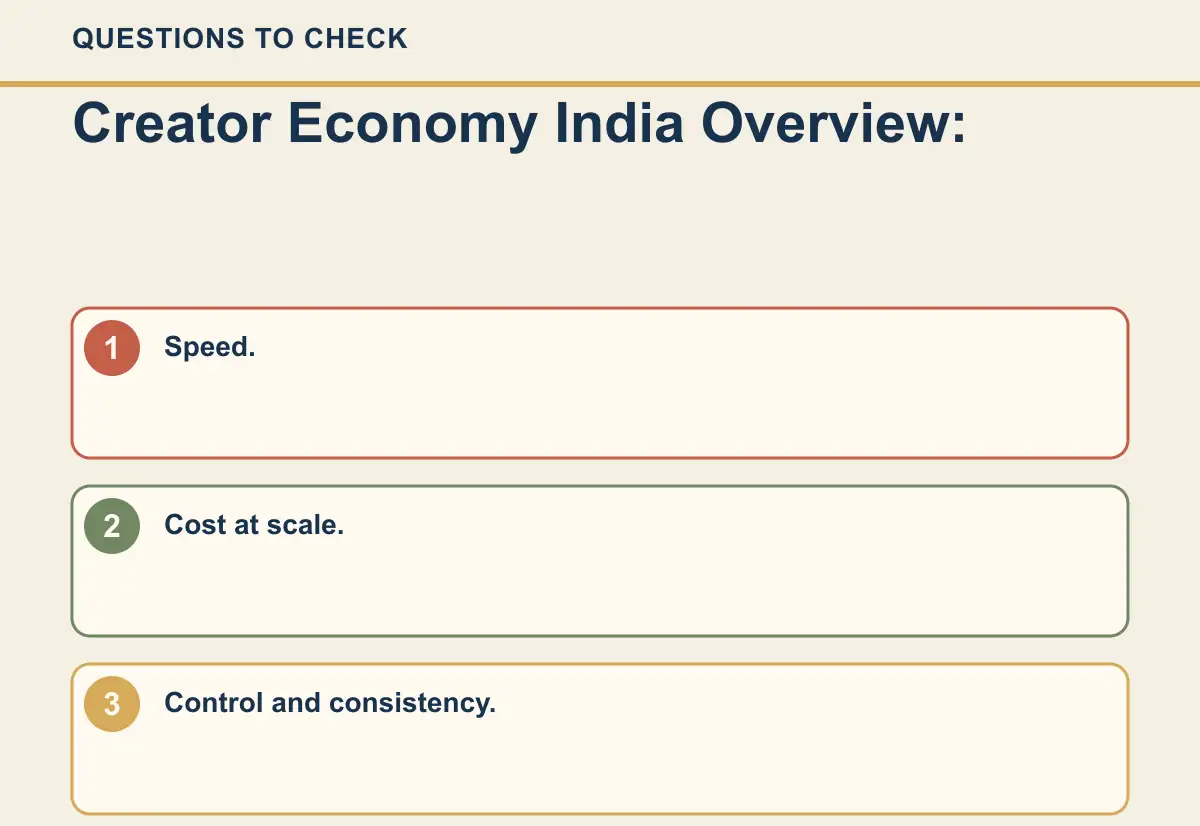 QUESTIONS TO CHECK
Creator Economy India Overview:
1 Speed.
2 Cost at scale.
3 Control and consistency.